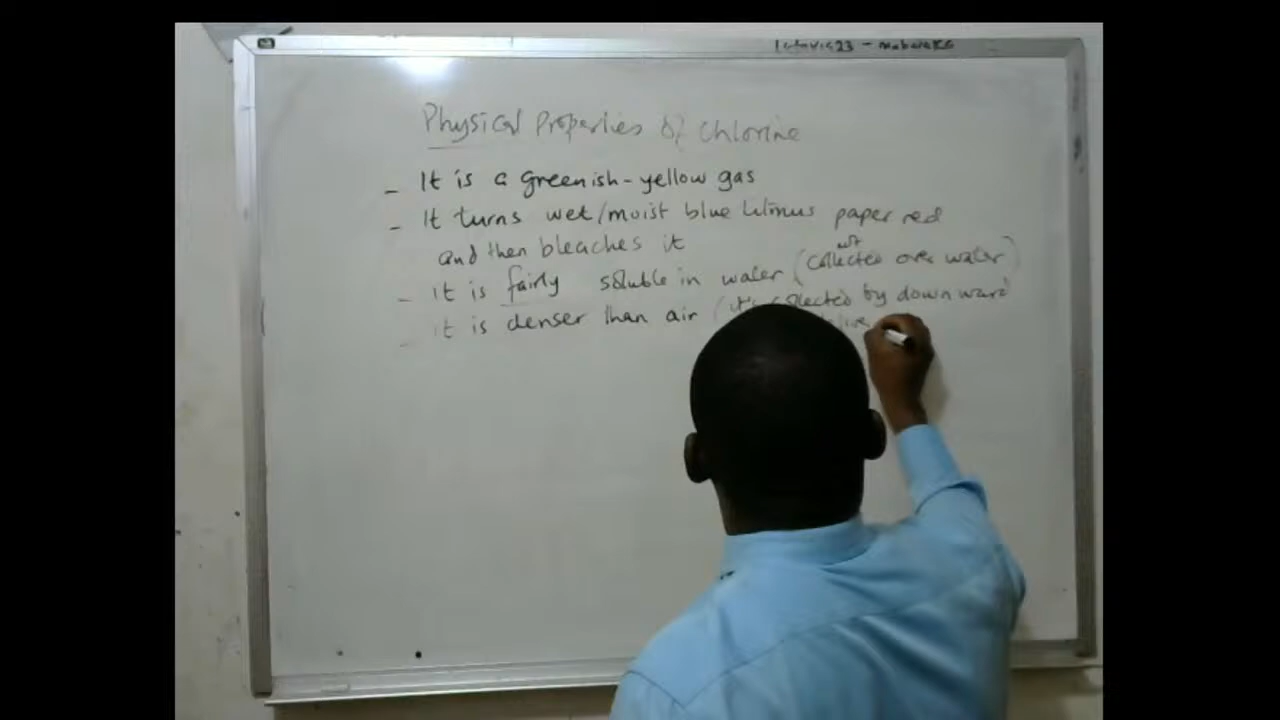 Physical Properties of Chlorine
- It is a greenish-yellow gas
- It turns wet/moist blue litmus paper red
and then bleaches it
- It is fairly soluble in water (not collected over water)
- It is denser than air (it's collected by downward